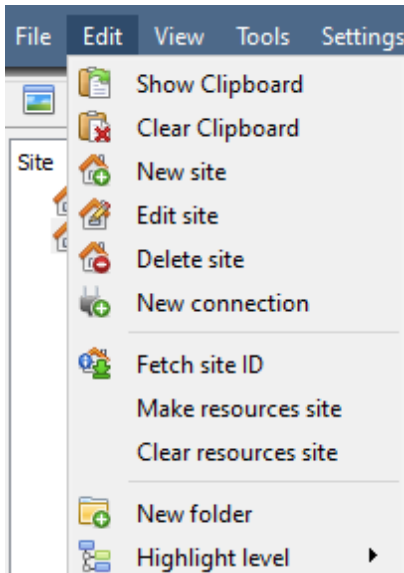 File Edit View Tools Settings
Show Clipboard
Clear Clipboard
Site
New site
Edit site
Delete site
New connection
Fetch site ID
Make resources site
Clear resources site
New folder
Highlight level